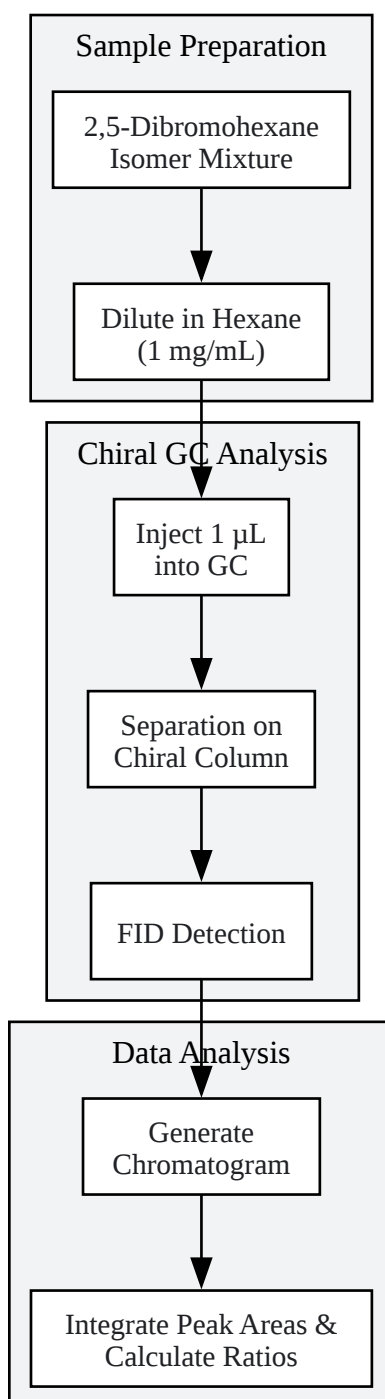 Sample Preparation
2,5-Dibromohexane
Isomer Mixture
Dilute in Hexane
(1 mg/mL)
Chiral GC Analysis
Inject 1 µL
into GC
Separation on
Chiral Column
FID Detection
Data Analysis
Generate
Chromatogram
Integrate Peak Areas &
Calculate Ratios